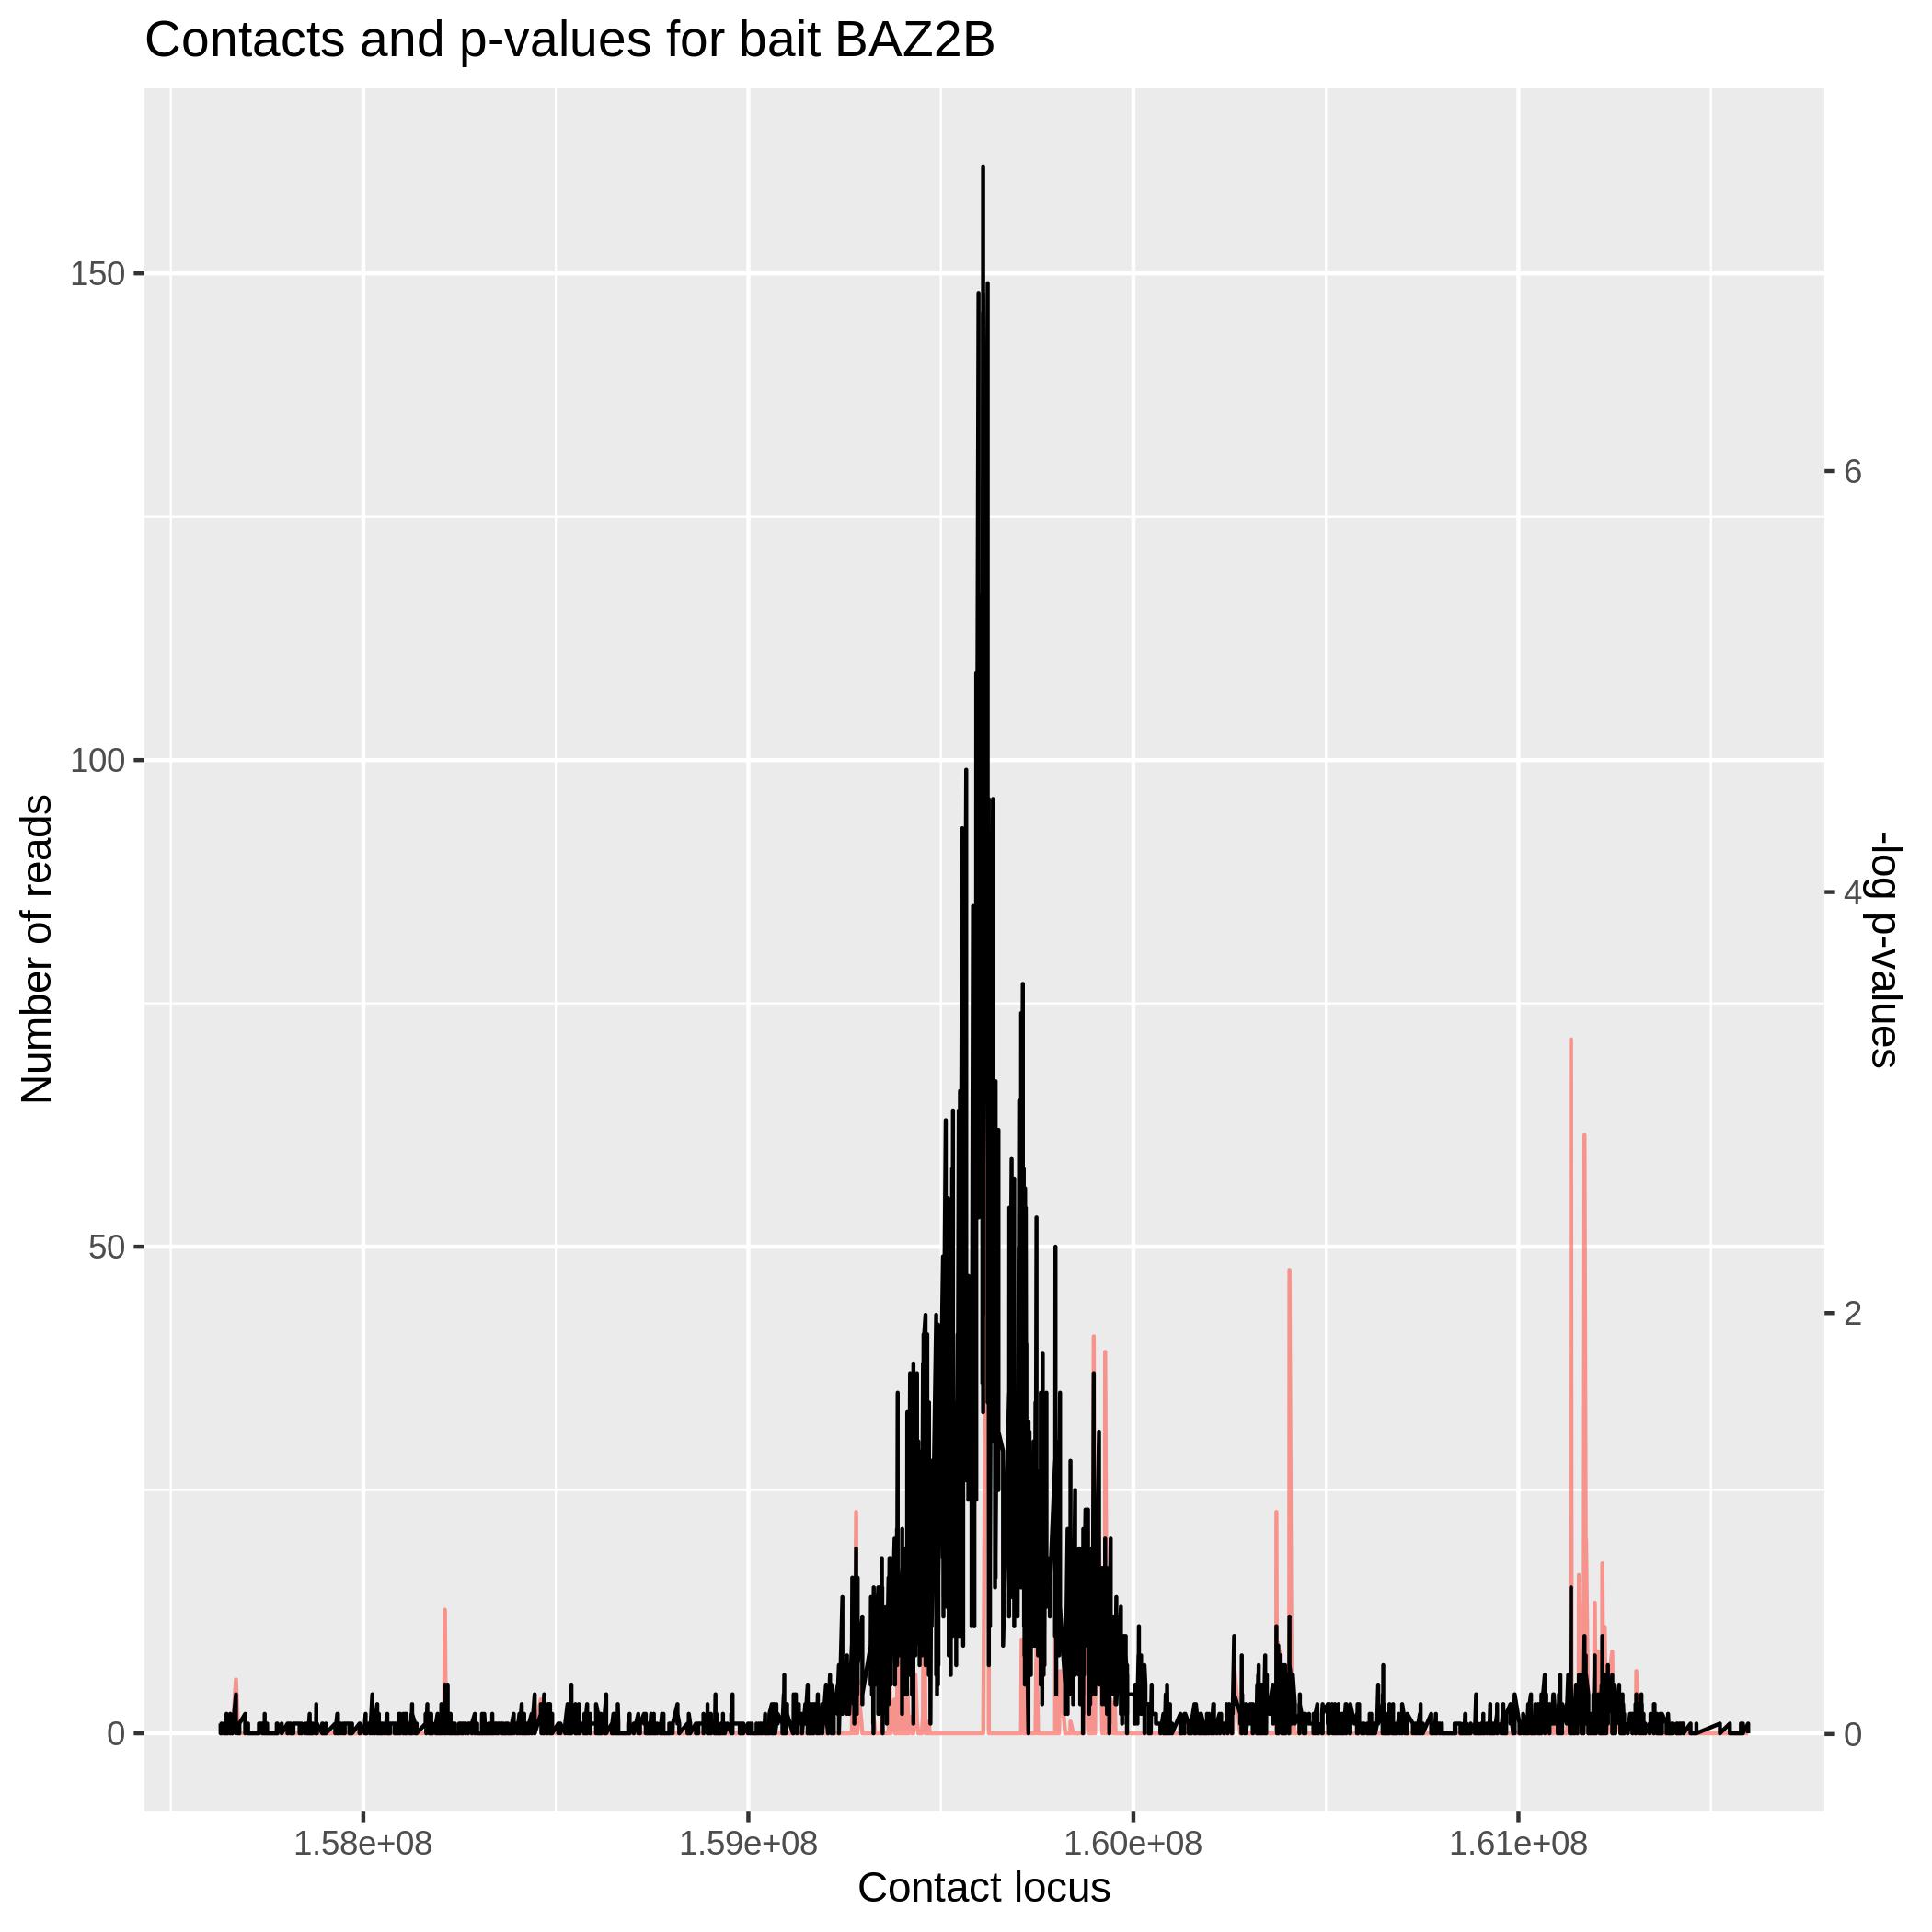 Contacts and p-values for bait BAZ2B
150
100
50
0
Number of reads
6
4
2
0
-log p-values
1.58e+08
1.59e+08
1.60e+08
1.61e+08
Contact locus